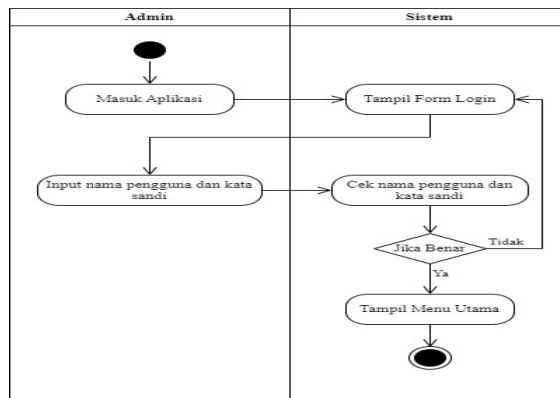 Admin
Sistem
Masuk Aplikasi
Tampil Form Login
Input nama pengguna dan kata
sandi
Cek nama pengguna dan
kata sandi
Jika Benar
Tidak
Ya
Tampil Menu Utama